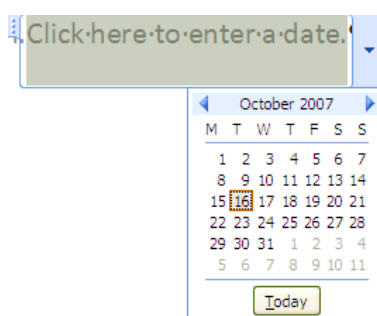 Click·here·to·enter·a·date.
October 2007
M T W T F S S
1 2 3 4 5 6 7
8 9 10 11 12 13 14
15 16 17 18 19 20 21
22 23 24 25 26 27 28
29 30 31 1 2 3 4
5 6 7 8 9 10 11
Today